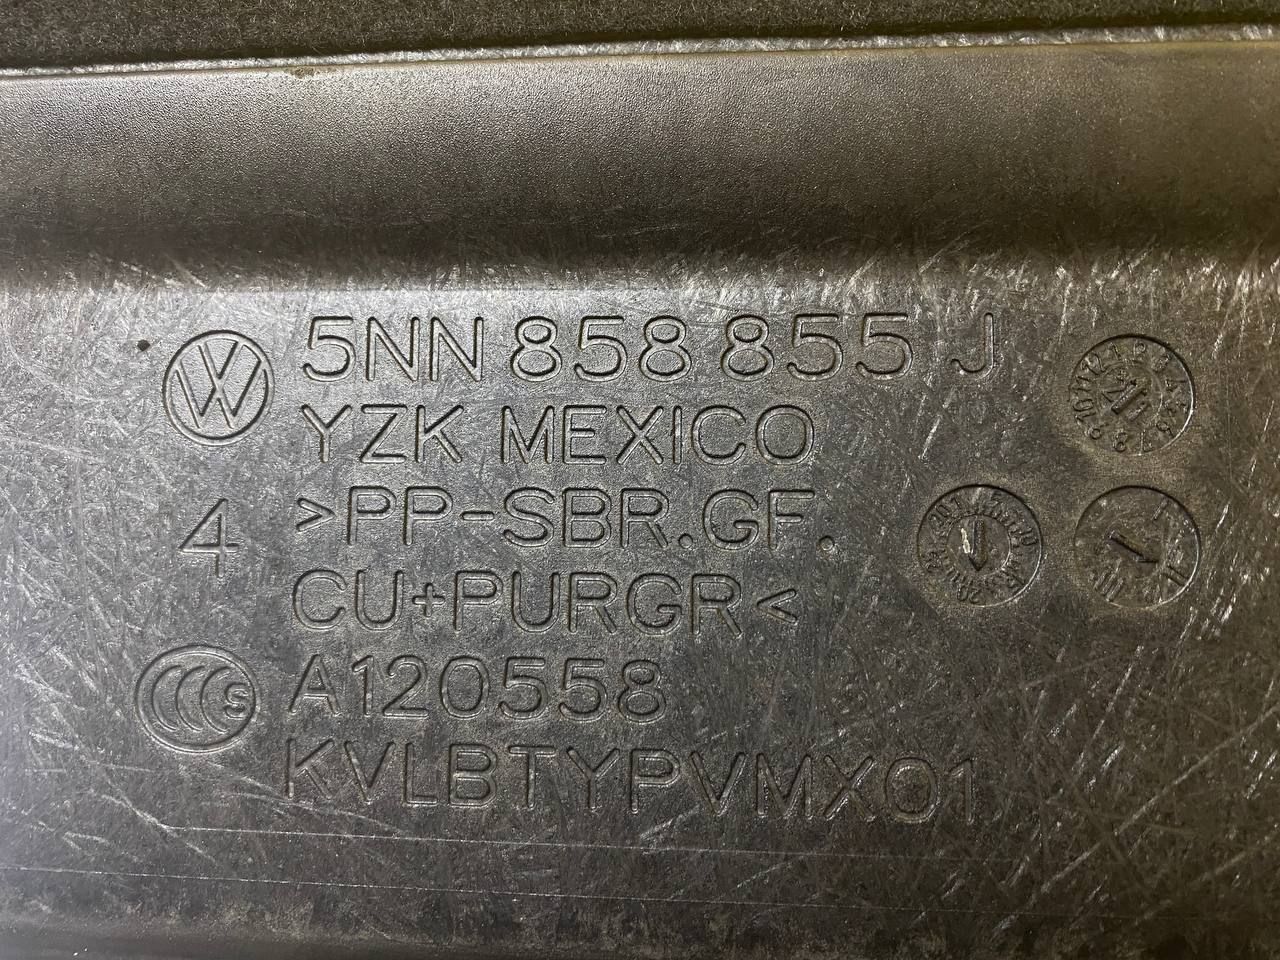 5NN 858 855 J
YZK MEXICO
4
>PP-SBR.GF.
CU+PURGR<
A120558
S
KVLBTYPVMX01